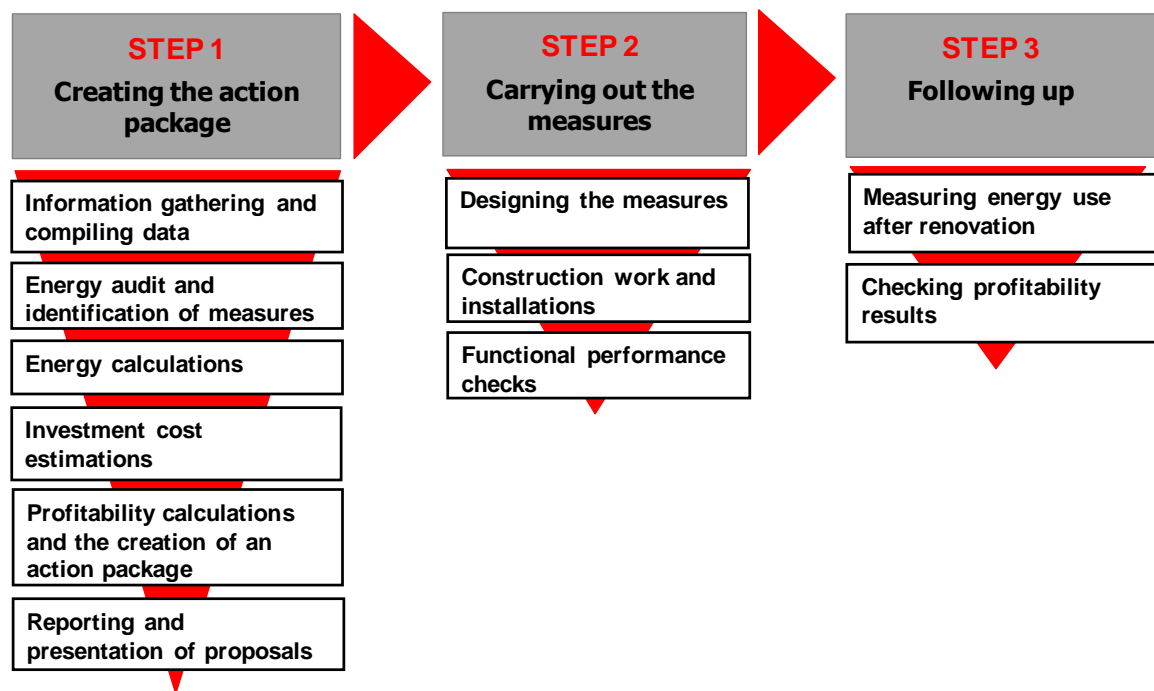 STEP 1
Creating the action
package
Information gathering and
compiling data
Energy audit and
identification of measures
Energy calculations
Investment cost
estimations
Profitability calculations
and the creation of an
action package
Reporting and
presentation of proposals
STEP 2
Carrying out the
measures
Designing the measures
Construction work and
installations
Functional performance
checks
STEP 3
Following up
Measuring energy use
after renovation
Checking profitability
results